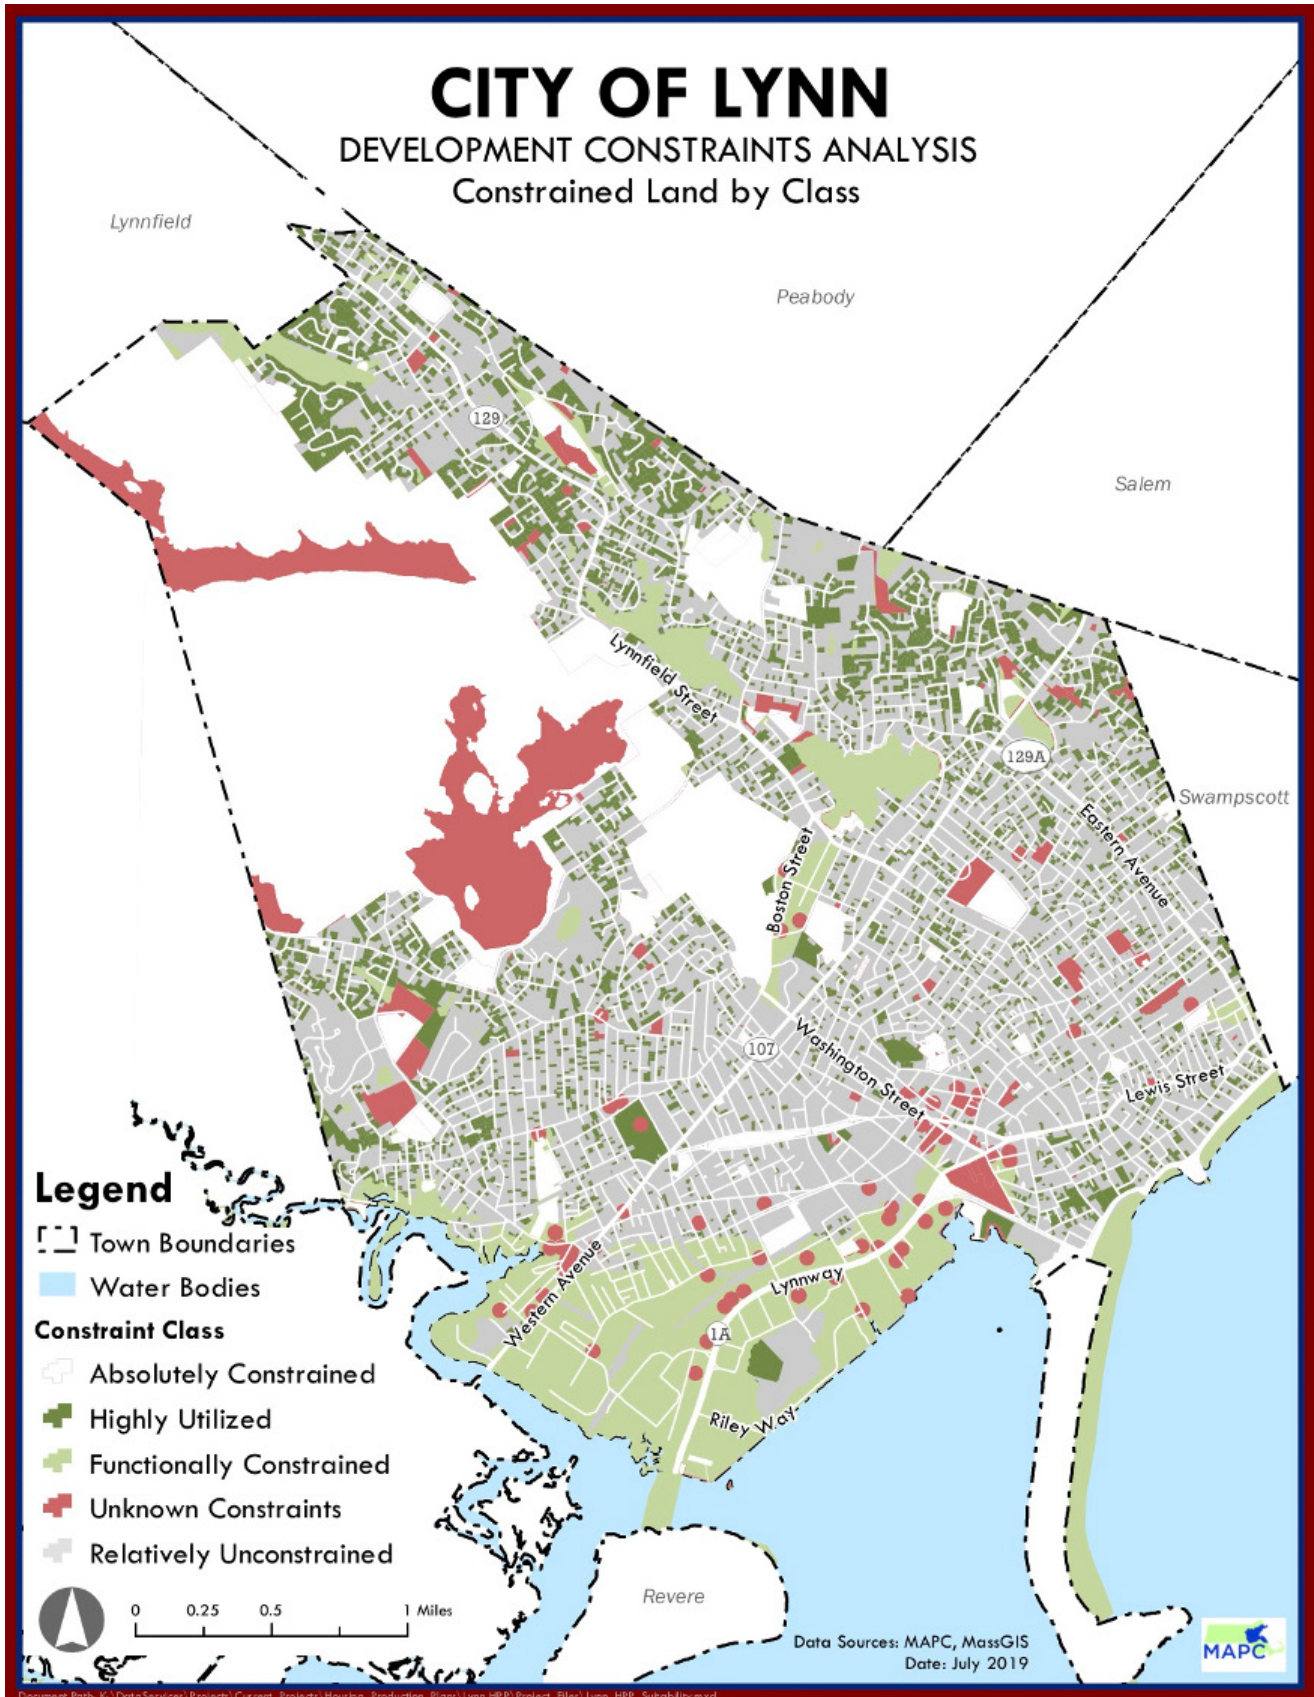 CITY OF LYNN
DEVELOPMENT CONSTRAINTS ANALYSIS
Constrained Land by Class
Lynnfield
Peabody
Salem
129
Lynnfield Street
129A
Swampscott
Eastern Avenue
Boston Street
107
Washington Street
Lewis Street
Western Avenue
Lynnway
1A
Riley Way
Revere
Legend
Town Boundaries
Water Bodies
Constraint Class
Absolutely Constrained
Highly Utilized
Functionally Constrained
Unknown Constraints
Relatively Unconstrained
0 0.25 0.5 1 Miles
Data Sources: MAPC, MassGIS
Date: July 2019
MAPC